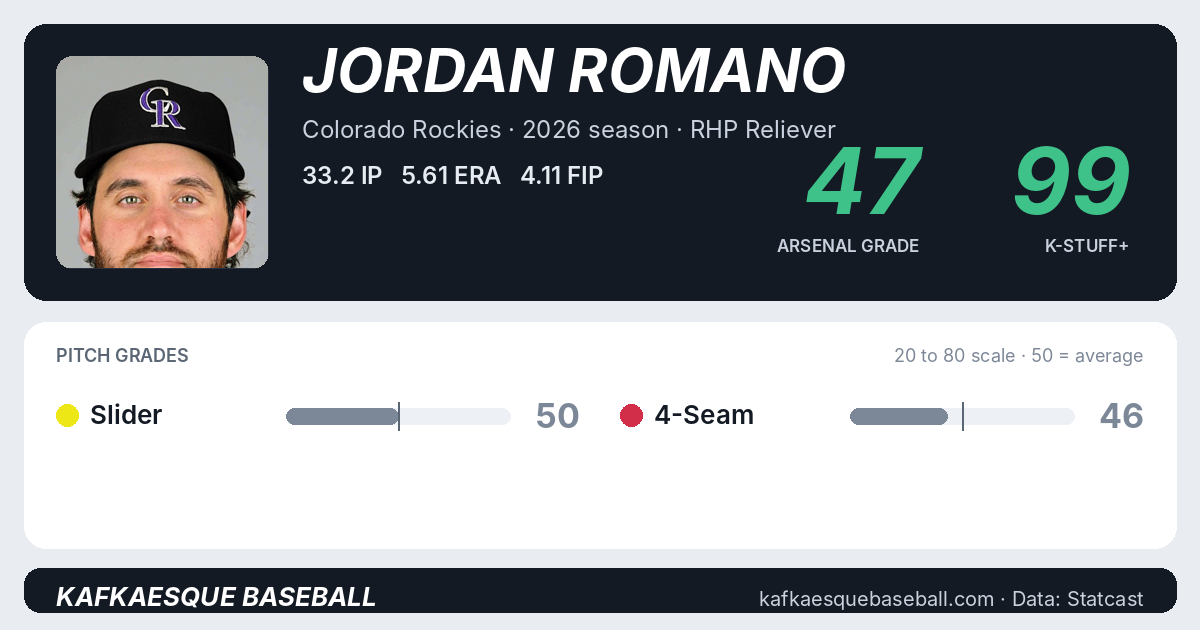 JORDAN ROMANO
Colorado Rockies · 2026 season · RHP Reliever
33.2 IP 5.61 ERA 4.11 FIP
47 99
ARSENAL GRADE K-STUFF+
CR
PITCH GRADES 20 to 80 scale · 50 = average
Slider 50 4-Seam 46
KAFKAESQUE BASEBALL kafkaesquebaseball.com · Data: Statcast